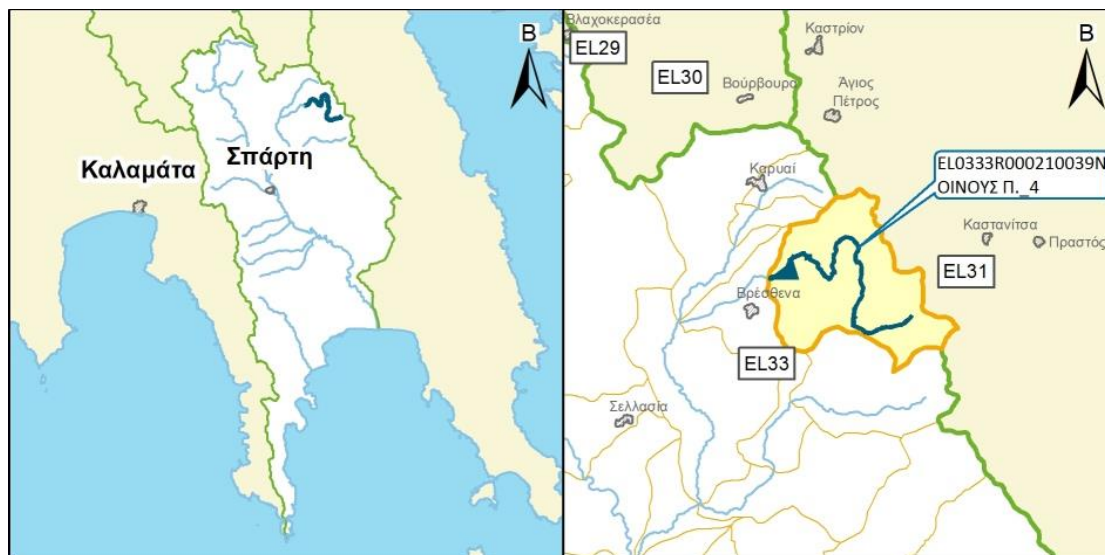 B
Καλαμάτα
Σπάρτη
Βλαχοκερασέα
EL29
Καστρίον
B
EL30
Βούρβουρα
Άγιος
Πέτρος
Καρυαί
EL0333R000210039N
ΟΙΝΟΥΣ Π._4
Καστανίτσα
Πραστός
EL31
Βρέσθενα
EL33
Σελλασία